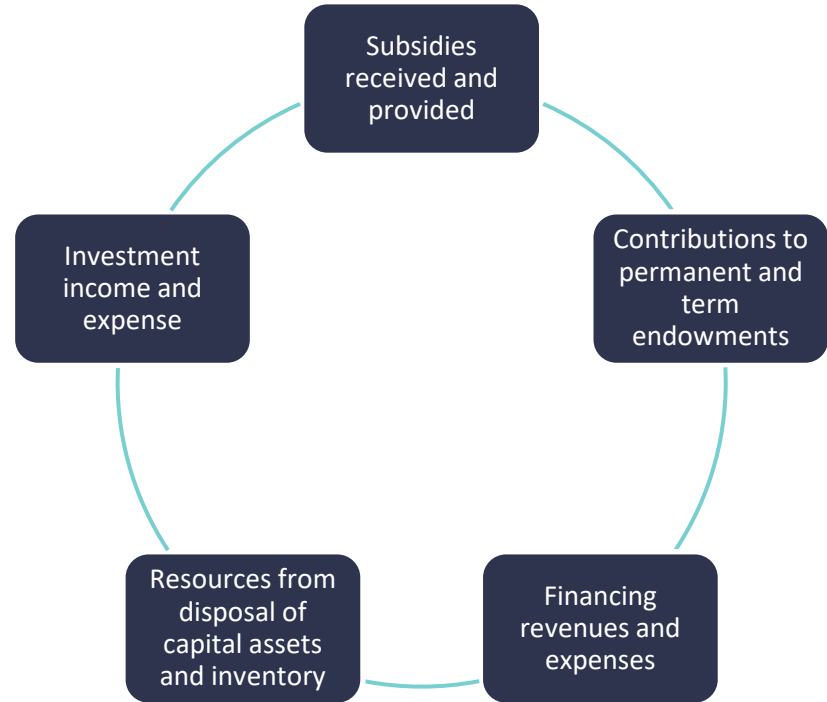 Subsidies
received and
provided
Contributions to
permanent and
term
endowments
Financing
revenues and
expenses
Resources from
disposal of
capital assets
and inventory
Investment
income and
expense